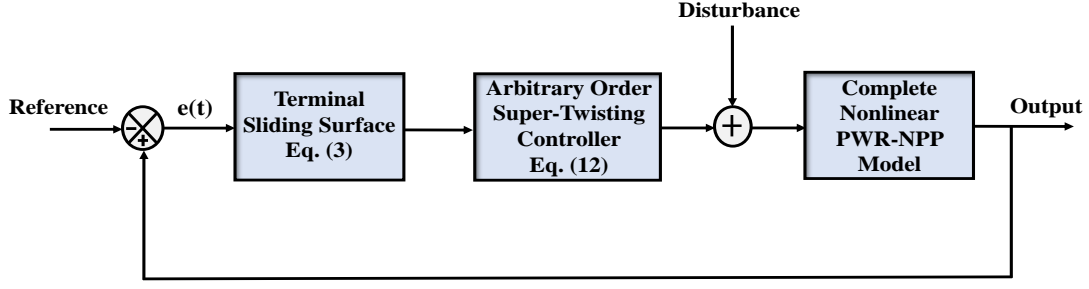 Disturbance
Reference
−
+
e(t)
Terminal
Sliding Surface
Eq. (3)
Arbitrary Order
Super-Twisting
Controller
Eq. (12)
+
Complete
Nonlinear
PWR-NPP
Model
Output